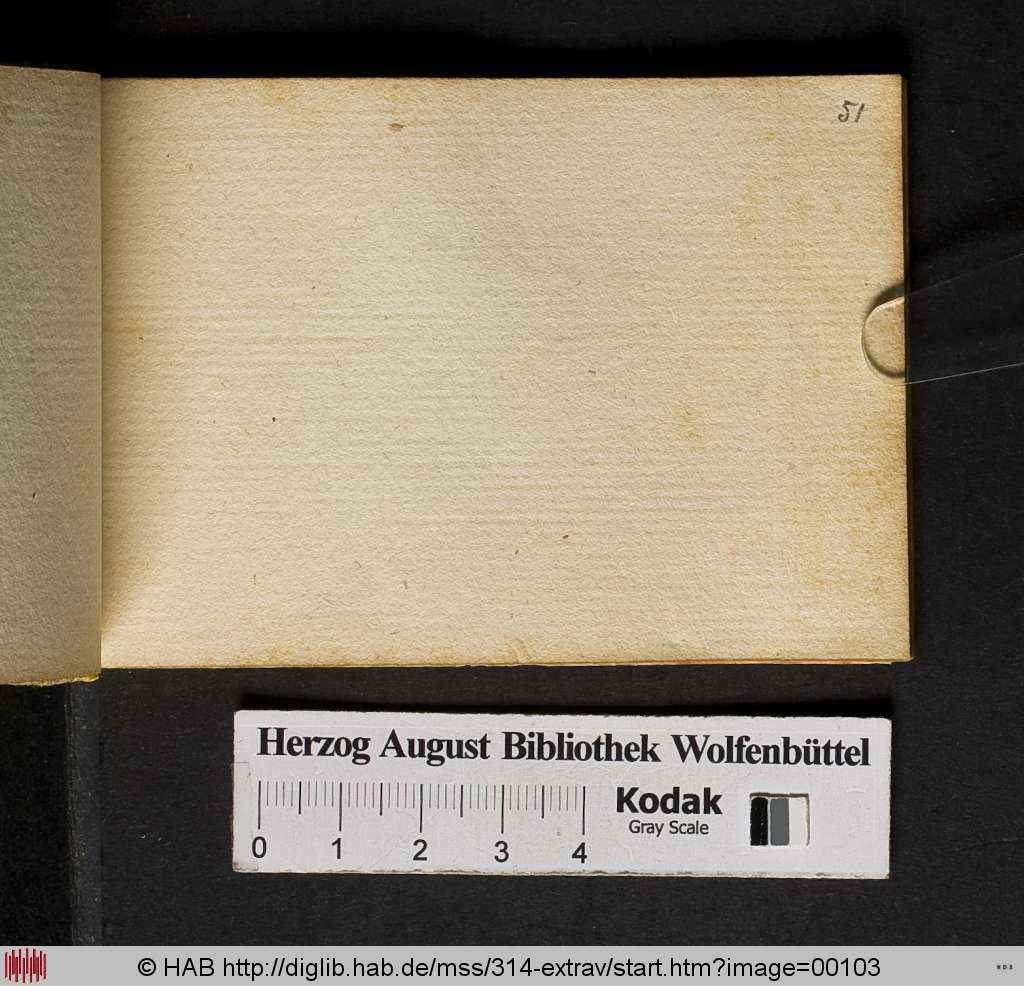 51
Herzog August Bibliothek Wolfenbüttel
Kodak
Gray Scale
0 1 2 3 4
© HAB http://diglib.hab.de/mss/314-extrav/start.htm?image=00103
WDB